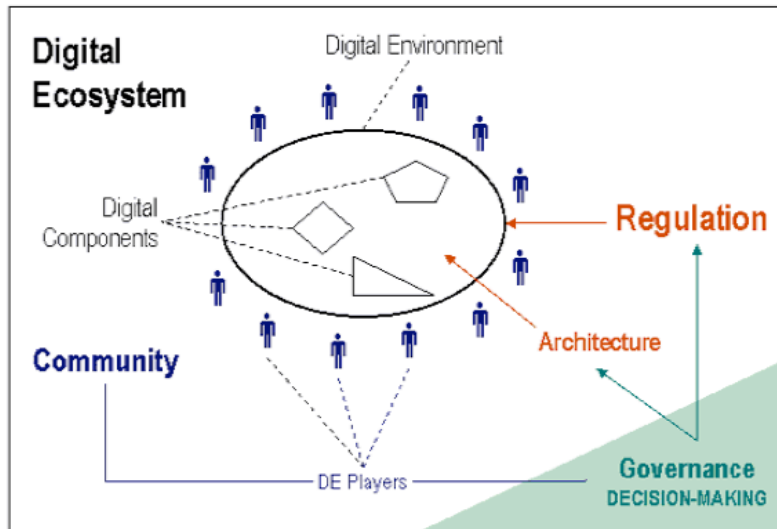 Digital
Ecosystem
Digital Environment
Digital
Components
Regulation
Architecture
Community
DE Players
Governance
DECISION-MAKING